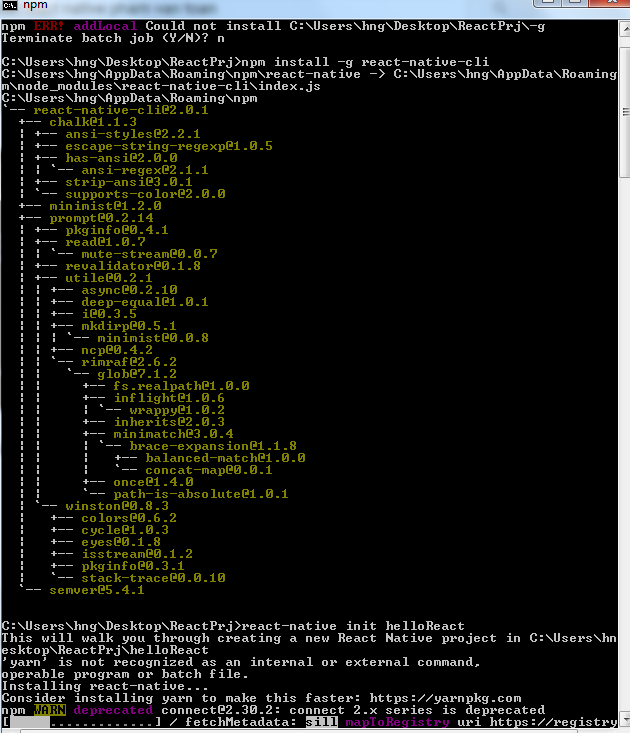 npm
npm ERR! addLocal Could not install C:\Users\hng\Desktop\ReactPrj\-g
Terminate batch job (Y/N)? n
C:\Users\hng\Desktop\ReactPrj>npm install -g react-native-cli
C:\Users\hng\AppData\Roaming\npm\react-native -> C:\Users\hng\AppData\Roaming
m\node_modules\react-native-cli\index.js
C:\Users\hng\AppData\Roaming\npm
`-- react-native-cli@2.0.1
  +-- chalk@1.1.3
  ¦ +-- ansi-styles@2.2.1
  ¦ +-- escape-string-regexp@1.0.5
  ¦ +-- has-ansi@2.0.0
  ¦ ¦ `-- ansi-regex@2.1.1
  ¦ +-- strip-ansi@3.0.1
  ¦ `-- supports-color@2.0.0
  +-- minimist@1.2.0
  +-- prompt@0.2.14
  ¦ +-- pkginfo@0.4.1
  ¦ +-- read@1.0.7
  ¦ ¦ `-- mute-stream@0.0.7
  ¦ +-- revalidator@0.1.8
  ¦ +-- utile@0.2.1
  ¦ ¦ +-- async@0.2.10
  ¦ ¦ +-- deep-equal@1.0.1
  ¦ ¦ +-- i@0.3.5
  ¦ ¦ +-- mkdirp@0.5.1
  ¦ ¦ ¦ `-- minimist@0.0.8
  ¦ ¦ +-- ncp@0.4.2
  ¦ ¦ `-- rimraf@2.6.2
  ¦ ¦   `-- glob@7.1.2
  ¦ ¦     +-- fs.realpath@1.0.0
  ¦ ¦     +-- inflight@1.0.6
  ¦ ¦     ¦ `-- wrappy@1.0.2
  ¦ ¦     +-- inherits@2.0.3
  ¦ ¦     +-- minimatch@3.0.4
  ¦ ¦     ¦ `-- brace-expansion@1.1.8
  ¦ ¦     ¦   +-- balanced-match@1.0.0
  ¦ ¦     ¦   `-- concat-map@0.0.1
  ¦ ¦     +-- once@1.4.0
  ¦ ¦     `-- path-is-absolute@1.0.1
  ¦ `-- winston@0.8.3
  ¦   +-- colors@0.6.2
  ¦   +-- cycle@1.0.3
  ¦   +-- eyes@0.1.8
  ¦   +-- isstream@0.1.2
  ¦   +-- pkginfo@0.3.1
  ¦   `-- stack-trace@0.0.10
  `-- semver@5.4.1
C:\Users\hng\Desktop\ReactPrj>react-native init helloReact
This will walk you through creating a new React Native project in C:\Users\hn
esktop\ReactPrj\helloReact
'yarn' is not recognized as an internal or external command,
operable program or batch file.
Installing react-native...
Consider installing yarn to make this faster: https://yarnpkg.com
npm WARN deprecated connect@2.30.2: connect 2.x series is deprecated
[     .............] / fetchMetadata: sill mapToRegistry uri https://registry